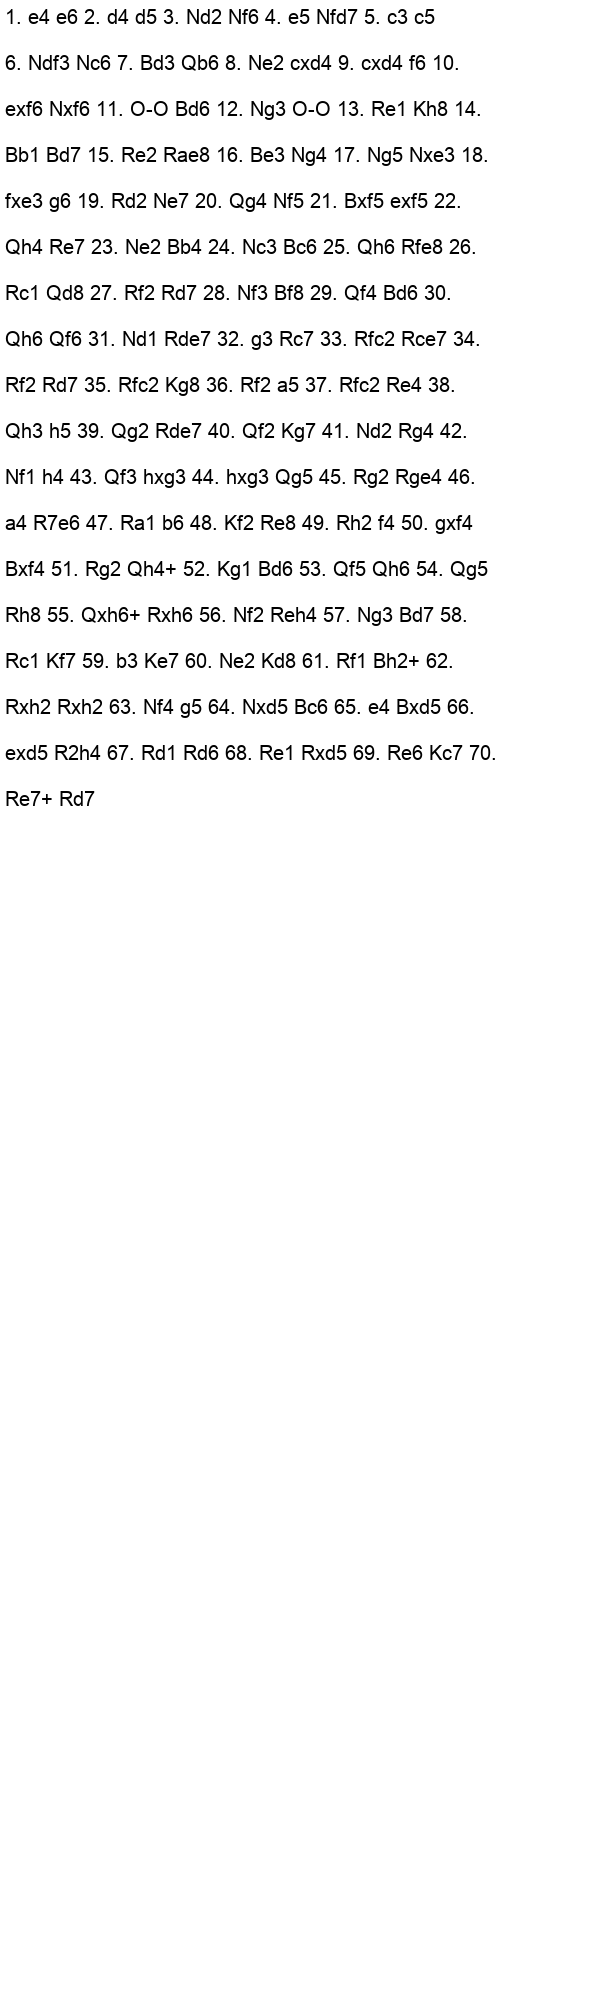 1. e4 e6 2. d4 d5 3. Nd2 Nf6 4. e5 Nfd7 5. c3 c5
6. Ndf3 Nc6 7. Bd3 Qb6 8. Ne2 cxd4 9. cxd4 f6 10.
exf6 Nxf6 11. O-O Bd6 12. Ng3 O-O 13. Re1 Kh8 14.
Bb1 Bd7 15. Re2 Rae8 16. Be3 Ng4 17. Ng5 Nxe3 18.
fxe3 g6 19. Rd2 Ne7 20. Qg4 Nf5 21. Bxf5 exf5 22.
Qh4 Re7 23. Ne2 Bb4 24. Nc3 Bc6 25. Qh6 Rfe8 26.
Rc1 Qd8 27. Rf2 Rd7 28. Nf3 Bf8 29. Qf4 Bd6 30.
Qh6 Qf6 31. Nd1 Rde7 32. g3 Rc7 33. Rfc2 Rce7 34.
Rf2 Rd7 35. Rfc2 Kg8 36. Rf2 a5 37. Rfc2 Re4 38.
Qh3 h5 39. Qg2 Rde7 40. Qf2 Kg7 41. Nd2 Rg4 42.
Nf1 h4 43. Qf3 hxg3 44. hxg3 Qg5 45. Rg2 Rge4 46.
a4 R7e6 47. Ra1 b6 48. Kf2 Re8 49. Rh2 f4 50. gxf4
Bxf4 51. Rg2 Qh4+ 52. Kg1 Bd6 53. Qf5 Qh6 54. Qg5
Rh8 55. Qxh6+ Rxh6 56. Nf2 Reh4 57. Ng3 Bd7 58.
Rc1 Kf7 59. b3 Ke7 60. Ne2 Kd8 61. Rf1 Bh2+ 62.
Rxh2 Rxh2 63. Nf4 g5 64. Nxd5 Bc6 65. e4 Bxd5 66.
exd5 R2h4 67. Rd1 Rd6 68. Re1 Rxd5 69. Re6 Kc7 70.
Re7+ Rd7